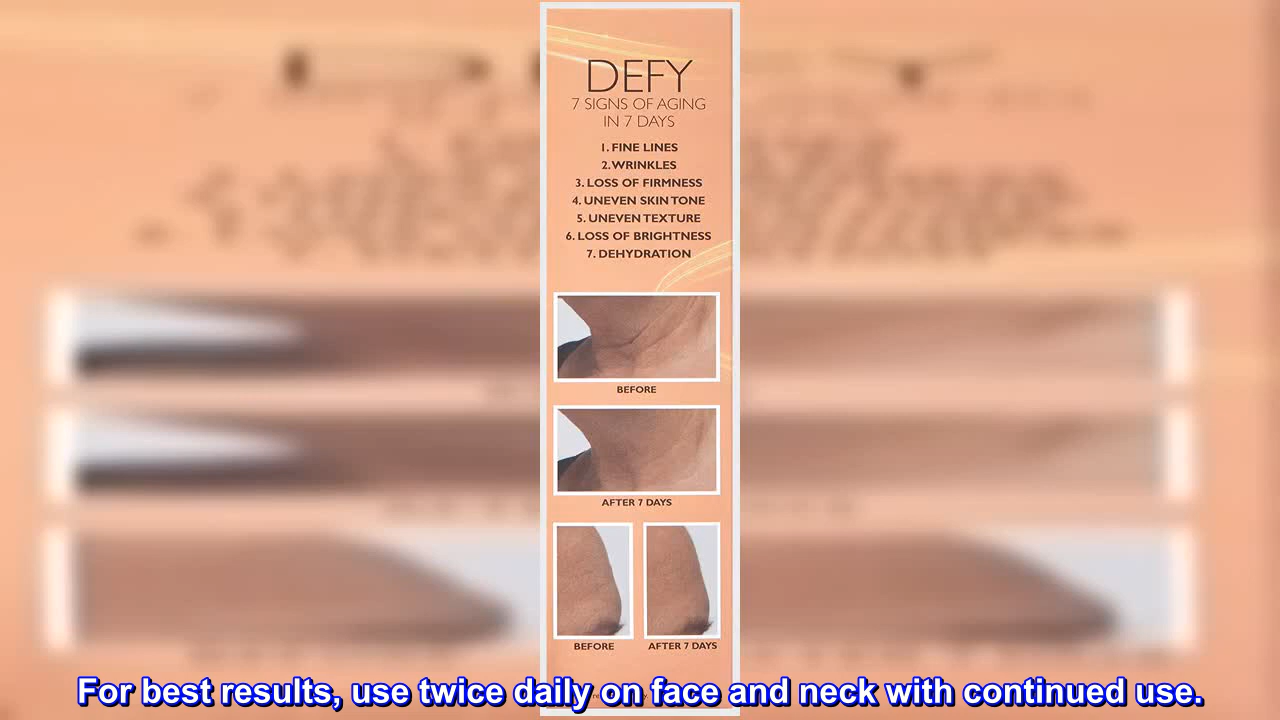 DEFY
7 SIGNS OF AGING
IN 7 DAYS
1. FINE LINES
2. WRINKLES
3. LOSS OF FIRMNESS
4. UNEVEN SKIN TONE
5. UNEVEN TEXTURE
6. LOSS OF BRIGHTNESS
7. DEHYDRATION
BEFORE
AFTER 7 DAYS
BEFORE
AFTER 7 DAYS
For best results, use twice daily on face and neck with continued use.